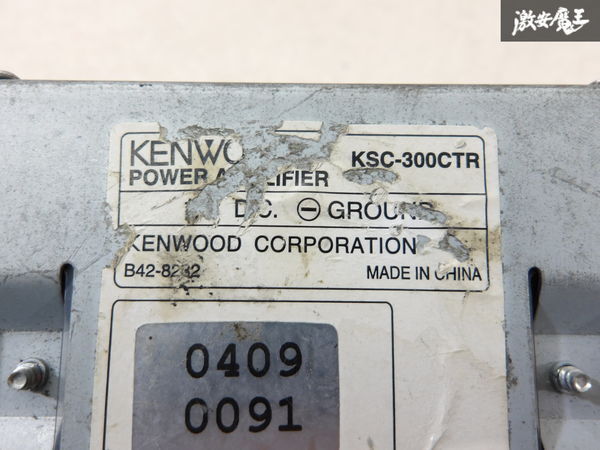 激安魔王
KENWO
KSC-300CTR
POWER A LIFIER
D.C. ⊖ GROUND
KENWOOD CORPORATION
B42-8232
MADE IN CHINA
0409
0091